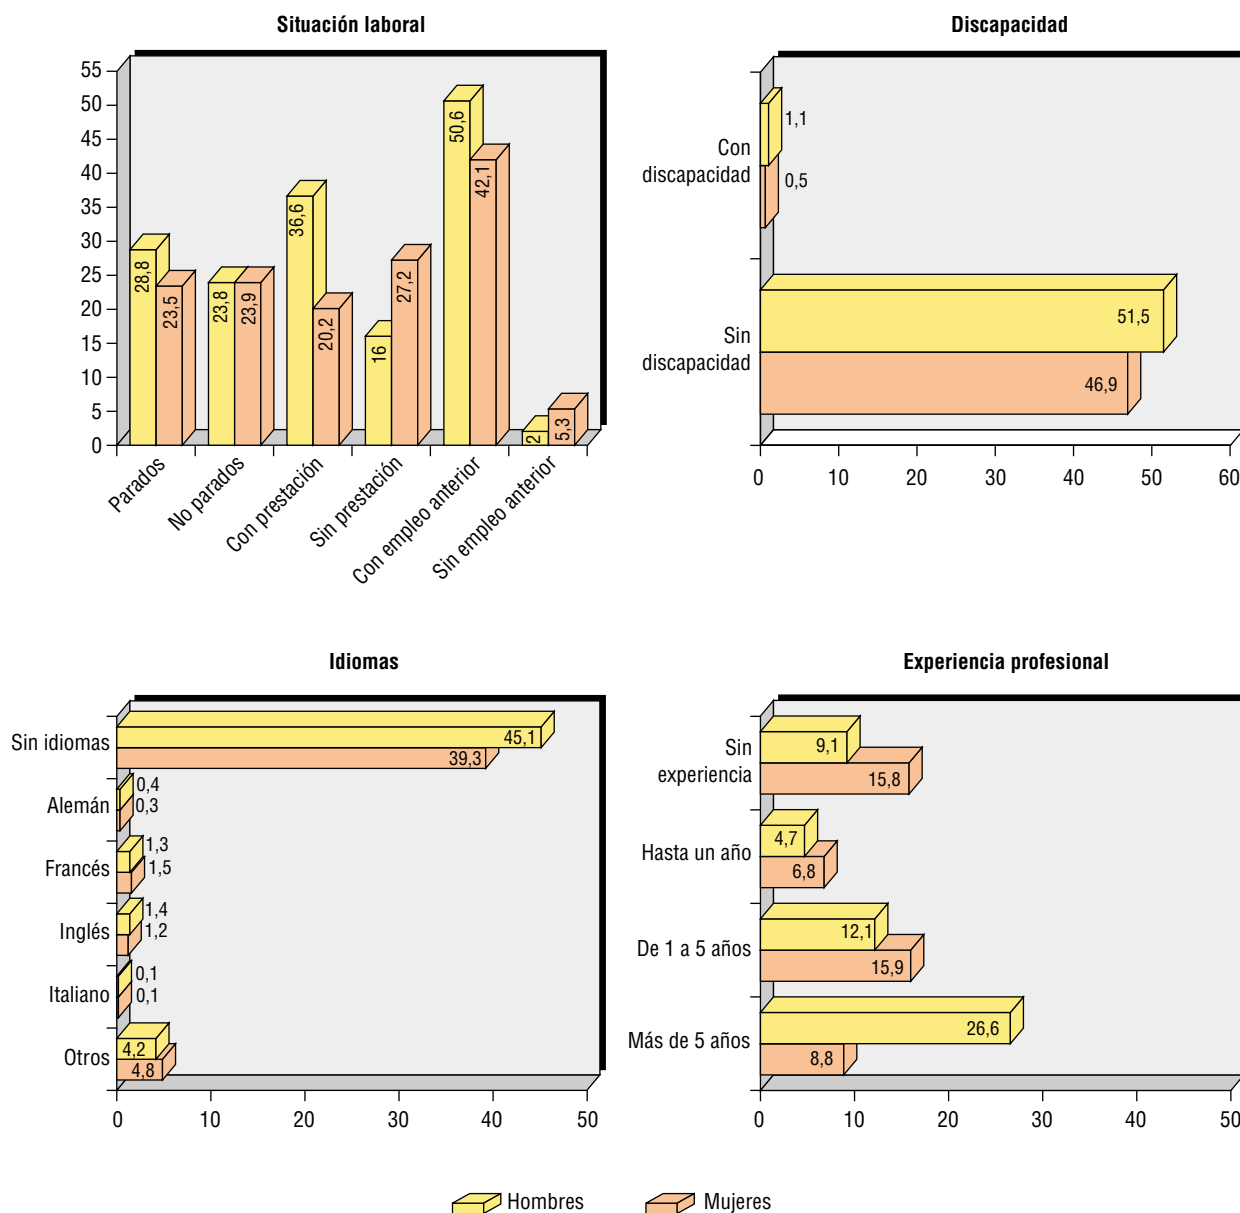 Situación laboral
55
50
45
40
35
30
25
20
15
10
5
0
28,8
23,5
23,8
23,9
36,6
20,2
16
27,2
50,6
42,1
2
5,3
Parados
No parados
Con prestación
Sin prestación
Con empleo anterior
Sin empleo anterior
Discapacidad
Con
discapacidad
1,1
0,5
Sin
discapacidad
51,5
46,9
0 10 20 30 40 50 60
Idiomas
Sin idiomas
45,1
39,3
Alemán
0,4
0,3
Francés
1,3
1,5
Inglés
1,4
1,2
Italiano
0,1
0,1
Otros
4,2
4,8
0 10 20 30 40 50
Experiencia profesional
Sin
experiencia
9,1
15,8
Hasta un año
4,7
6,8
De 1 a 5 años
12,1
15,9
Más de 5 años
26,6
8,8
0 10 20 30 40 50
Hombres Mujeres